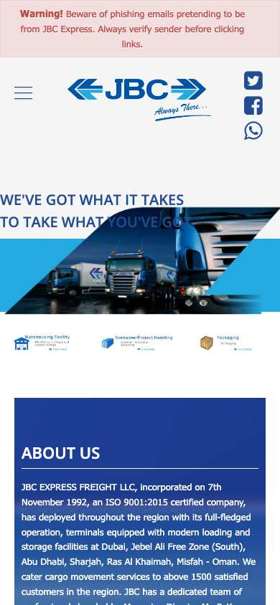 Warning! Beware of phishing emails pretending to be
from JBC Express. Always verify sender before clicking
links.
JBC
Always There...
WE'VE GOT WHAT IT TAKES
TO TAKE WHAT YOU'VE GO
Warehousing Facility
Packaging
ABOUT US
JBC EXPRESS FREIGHT LLC, incorporated on 7th
November 1992, an ISO 9001:2015 certified company,
has deployed throughout the region with its full-fledged
operation, terminals equipped with modern loading and
storage facilities at Dubai, Jebel Ali Free Zone (South),
Abu Dhabi, Sharjah, Ras Al Khaimah, Misfah - Oman. We
cater cargo movement services to above 1500 satisfied
customers in the region. JBC has a dedicated team of